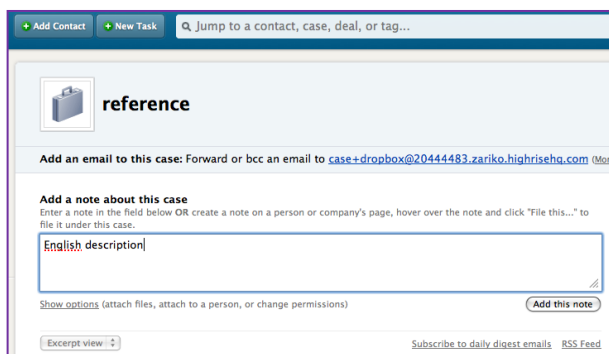 Add Contact New Task Jump to a contact, case, deal, or tag...
reference
Add an email to this case: Forward or bcc an email to case+dropbox@20444483.zariko.highrisehq.com
Add a note about this case
Enter a note in the field below OR create a note on a person or company's page, hover over the note and click "File this..." to
file it under this case.
English description
Show options (attach files, attach to a person, or change permissions) Add this note
Excerpt view Subscribe to daily digest emails RSS Feed